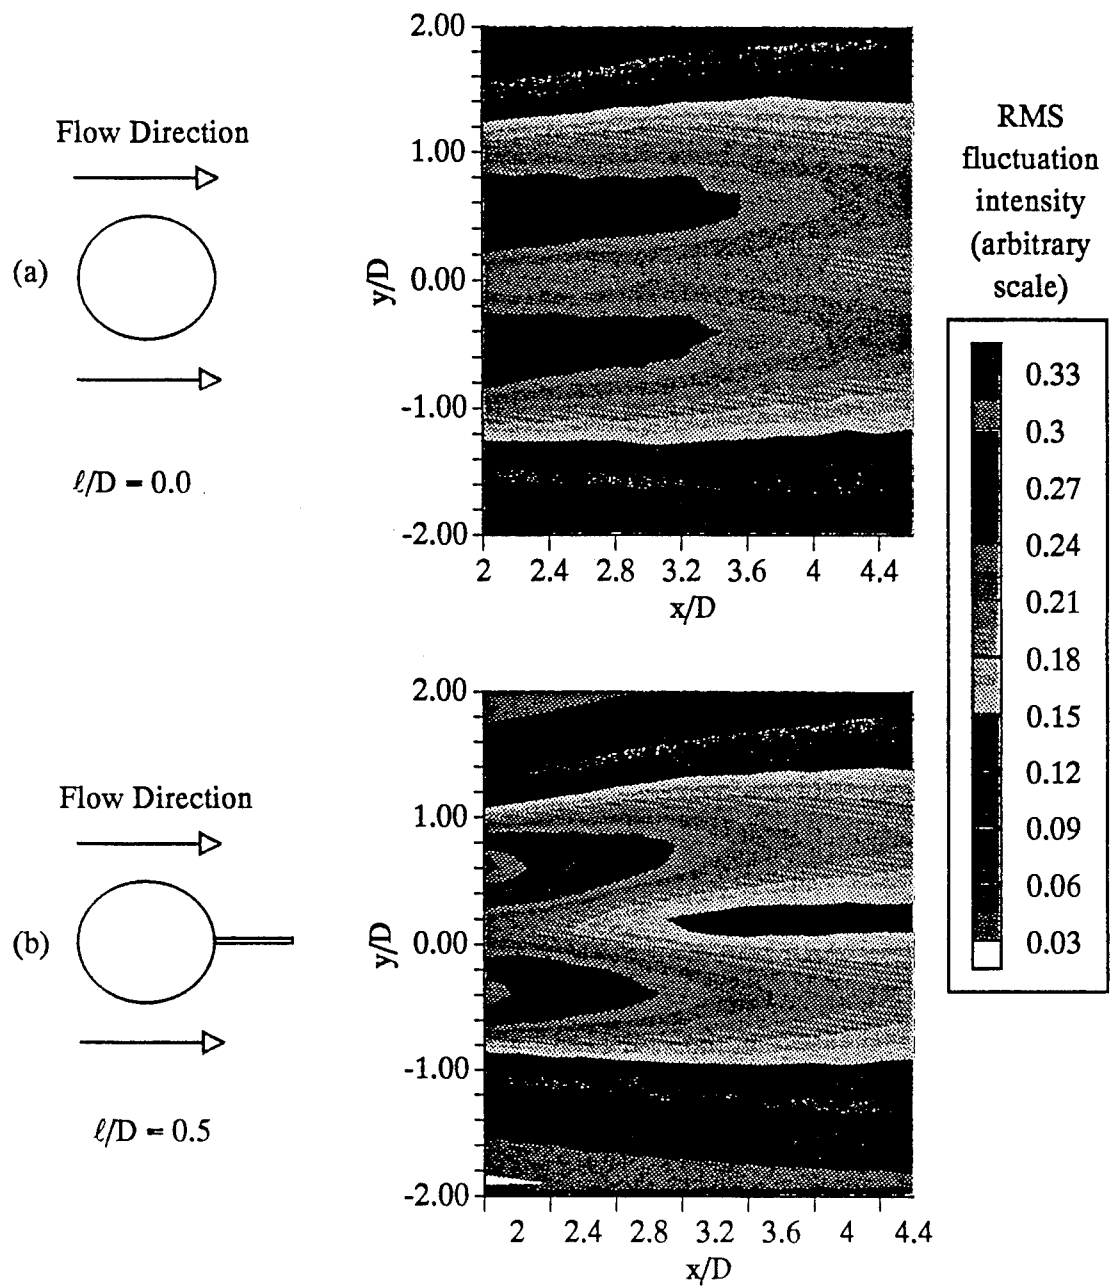 Flow Direction
(a)
ℓ/D = 0.0
2.00
1.00
0.00
-1.00
-2.00
y/D
2 2.4 2.8 3.2 3.6 4 4.4
x/D
RMS
fluctuation
intensity
(arbitrary
scale)
0.33
0.3
0.27
0.24
0.21
0.18
0.15
0.12
0.09
0.06
0.03
Flow Direction
(b)
ℓ/D = 0.5
2.00
1.00
0.00
-1.00
-2.00
y/D
2 2.4 2.8 3.2 3.6 4 4.4
x/D